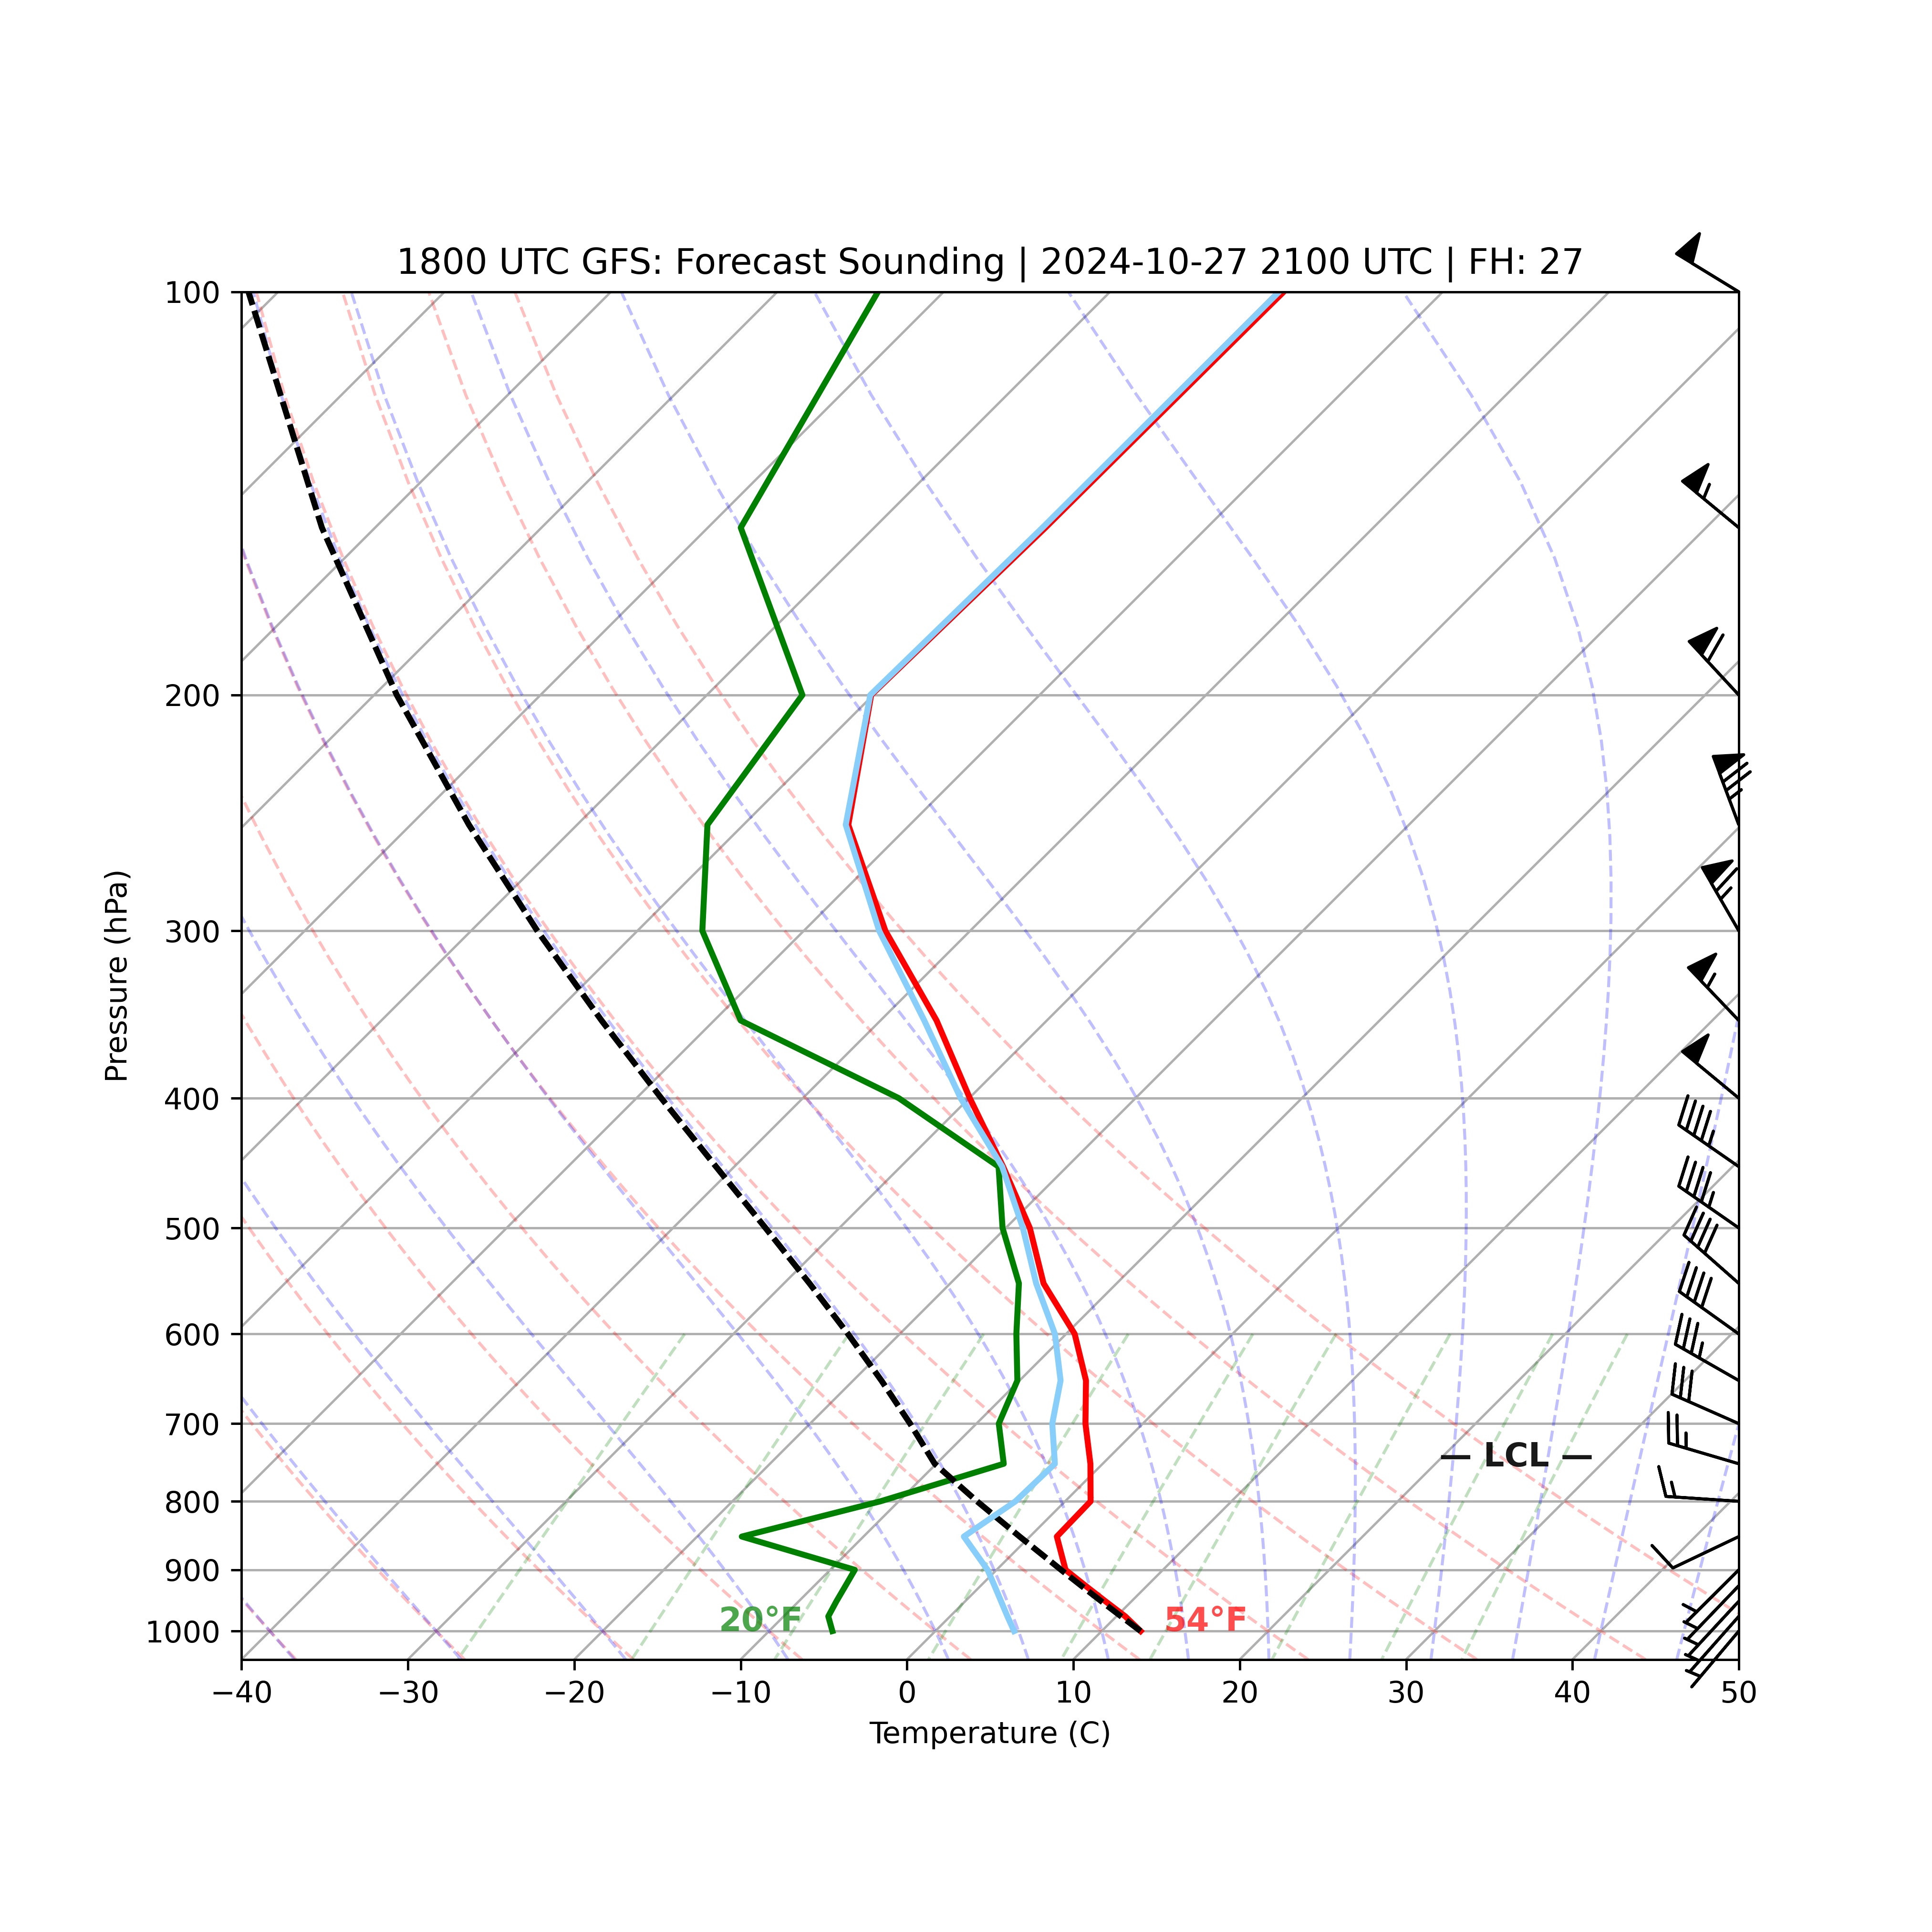 1800 UTC GFS: Forecast Sounding | 2024-10-27 2100 UTC | FH: 27
100
200
300
400
500
600
700
800
900
1000
Pressure (hPa)
— LCL —
20°F
54°F
−40 −30 −20 −10 0 10 20 30 40 50
Temperature (C)